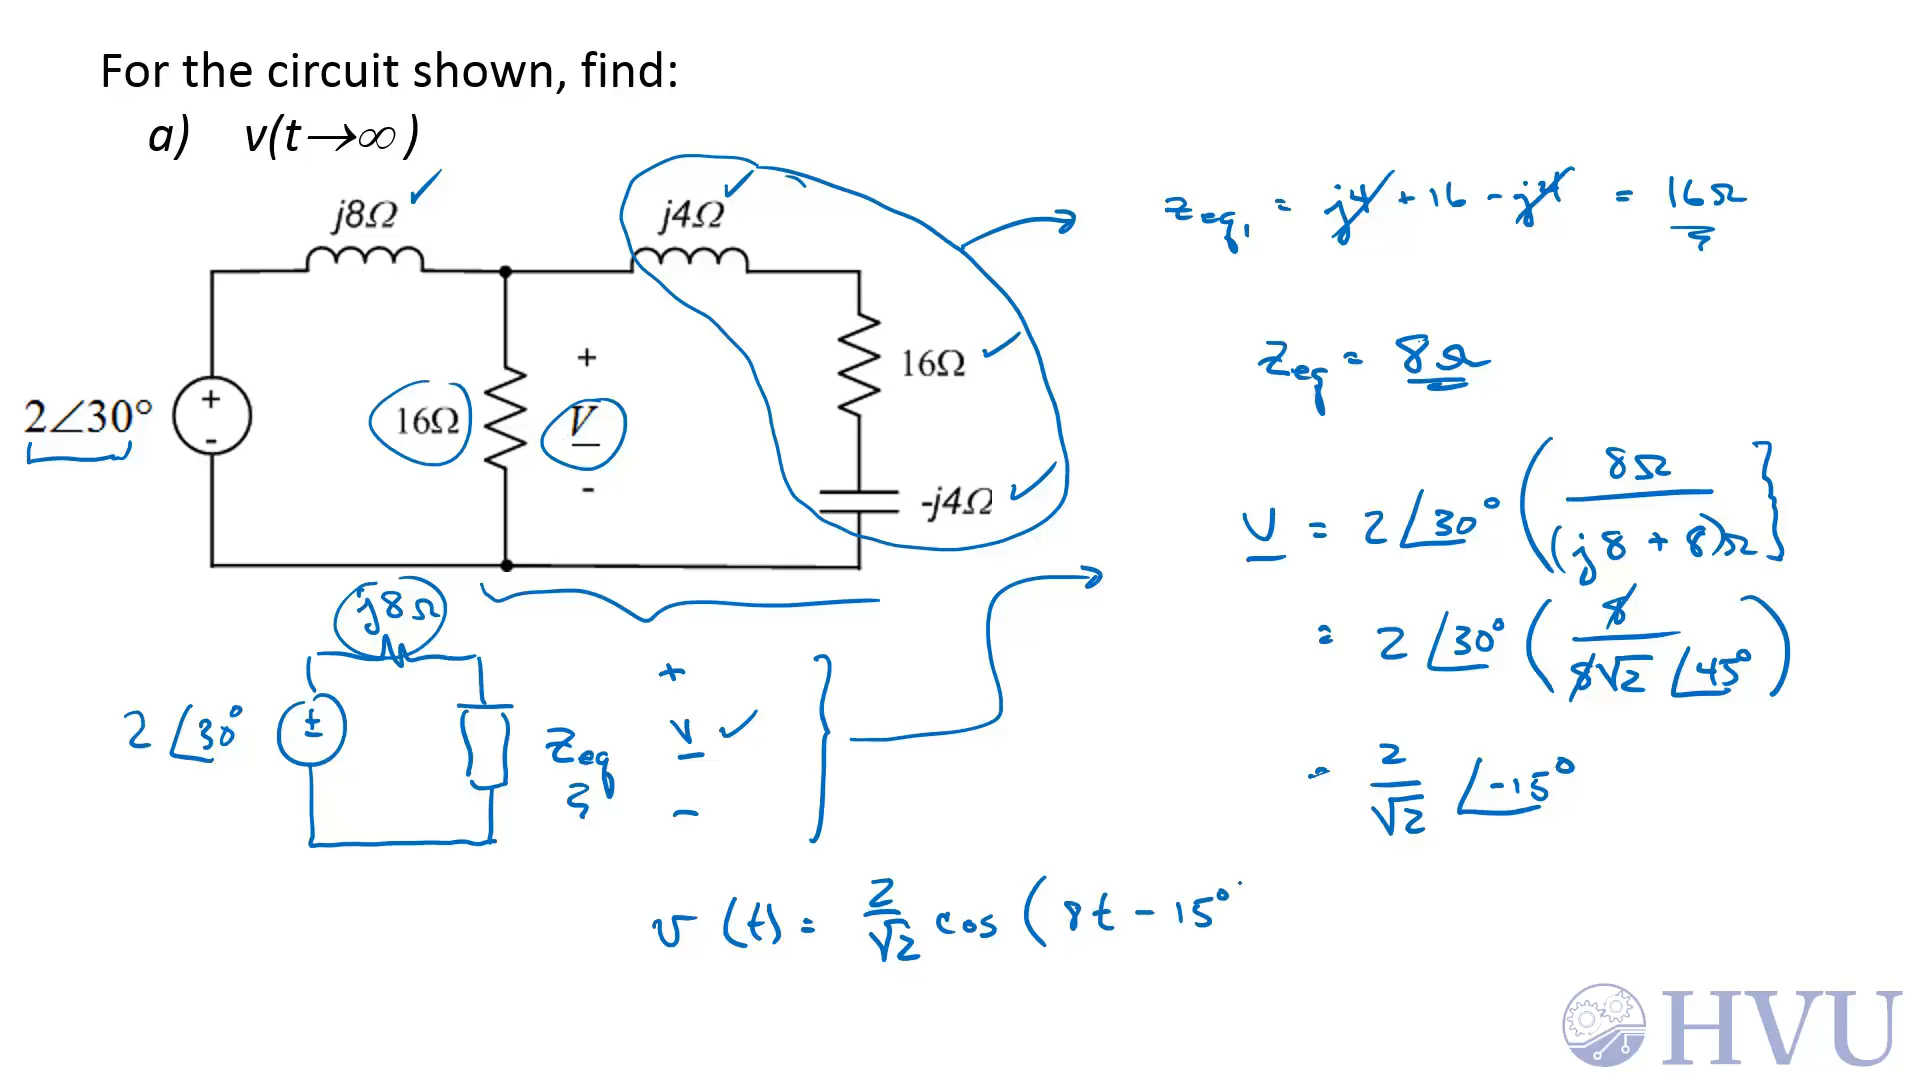 For the circuit shown, find:
a) v(t→∞)
j8Ω
j4Ω
2∠30°
+
-
16Ω
+
V
-
16Ω
-j4Ω
Zeq1 = j4 + 16 - j4 = 16Ω
Zeq = 8Ω
V = 2∠30° ( 8Ω / (j8 + 8)Ω )
= 2∠30° ( 8 / 8√2 ∠45° )
= 2/√2 ∠-15°
j8Ω
2∠30°
±
Zeq
+
V
-
v(t) = 2/√2 cos(8t - 15°
HVU